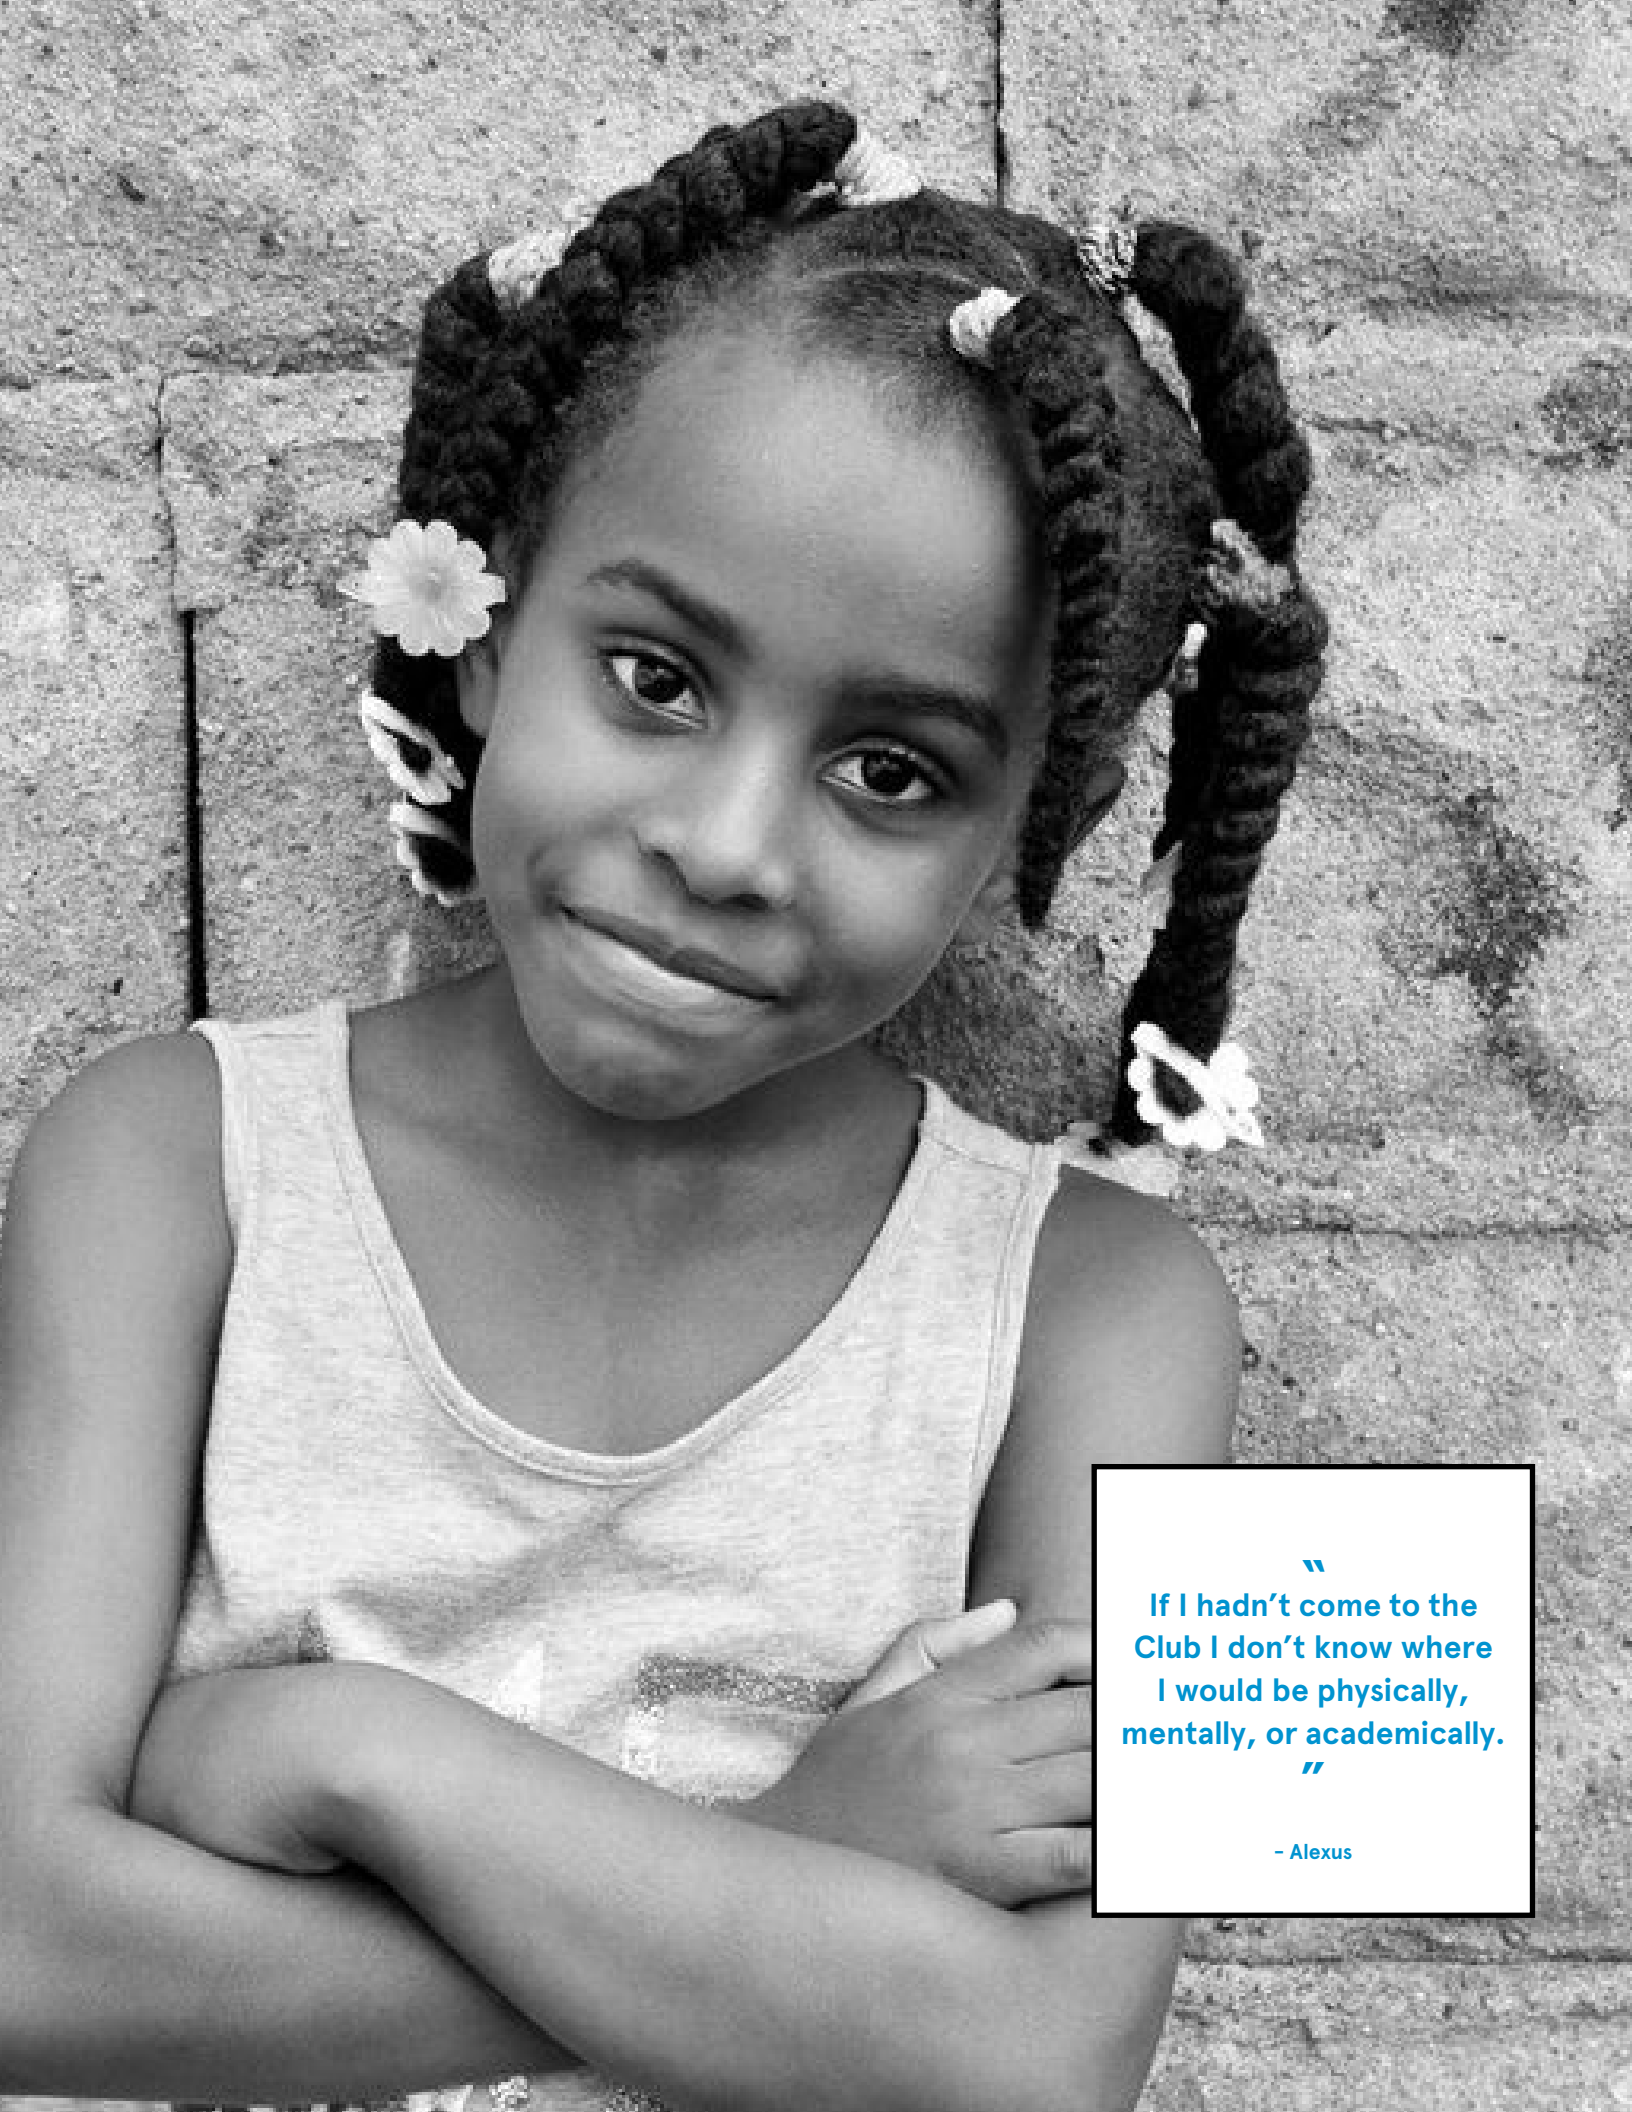 “
If I hadn’t come to the
Club I don’t know where
I would be physically,
mentally, or academically.
”
– Alexus